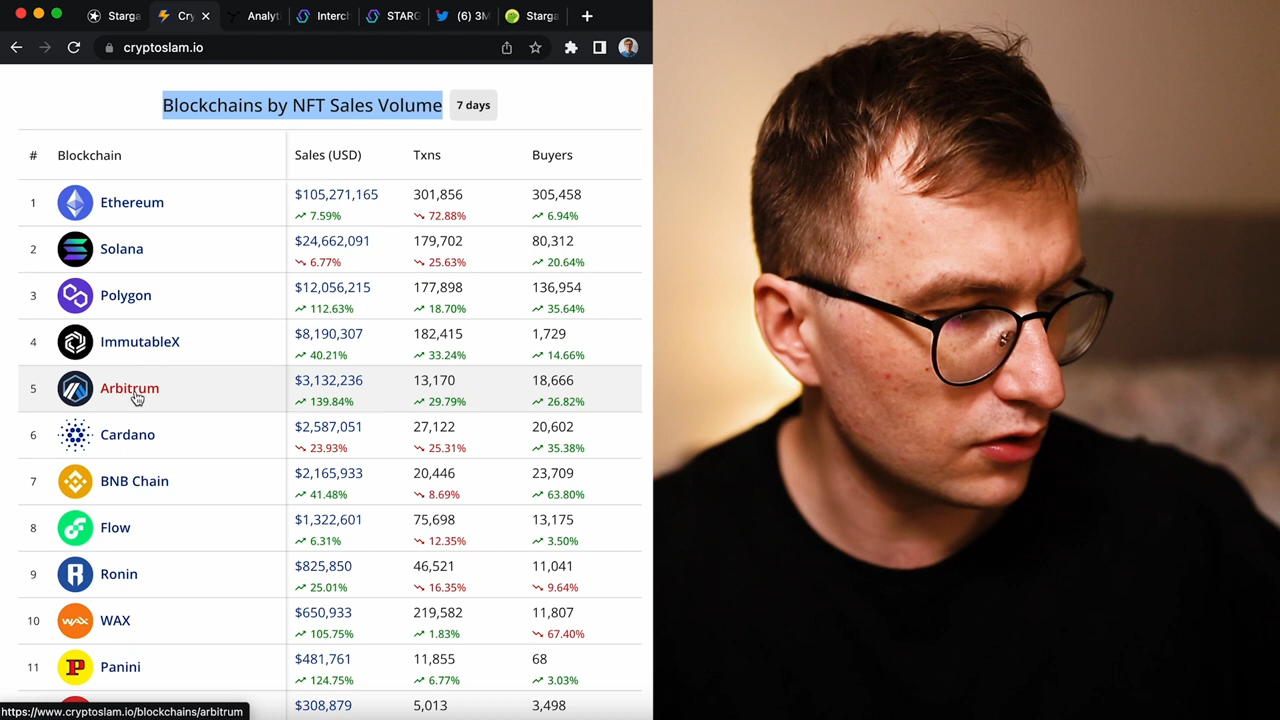 Starga
Cry
Analyti
Interch
STARG
(6) 3M
Starga
cryptoslam.io
Blockchains by NFT Sales Volume 7 days
# Blockchain Sales (USD) Txns Buyers
1 Ethereum $105,271,165 301,856 305,458
7.59% 72.88% 6.94%
2 Solana $24,662,091 179,702 80,312
6.77% 25.63% 20.64%
3 Polygon $12,056,215 177,898 136,954
112.63% 18.70% 35.64%
4 ImmutableX $8,190,307 182,415 1,729
40.21% 33.24% 14.66%
5 Arbitrum $3,132,236 13,170 18,666
139.84% 29.79% 26.82%
6 Cardano $2,587,051 27,122 20,602
23.93% 25.31% 35.38%
7 BNB Chain $2,165,933 20,446 23,709
41.48% 8.69% 63.80%
8 Flow $1,322,601 75,698 13,175
6.31% 12.35% 3.50%
9 Ronin $825,850 46,521 11,041
25.01% 16.35% 9.64%
10 WAX $650,933 219,582 11,807
105.75% 1.83% 67.40%
11 Panini $481,761 11,855 68
124.75% 6.77% 3.03%
$308,879 5,013 3,498
https://www.cryptoslam.io/blockchains/arbitrum